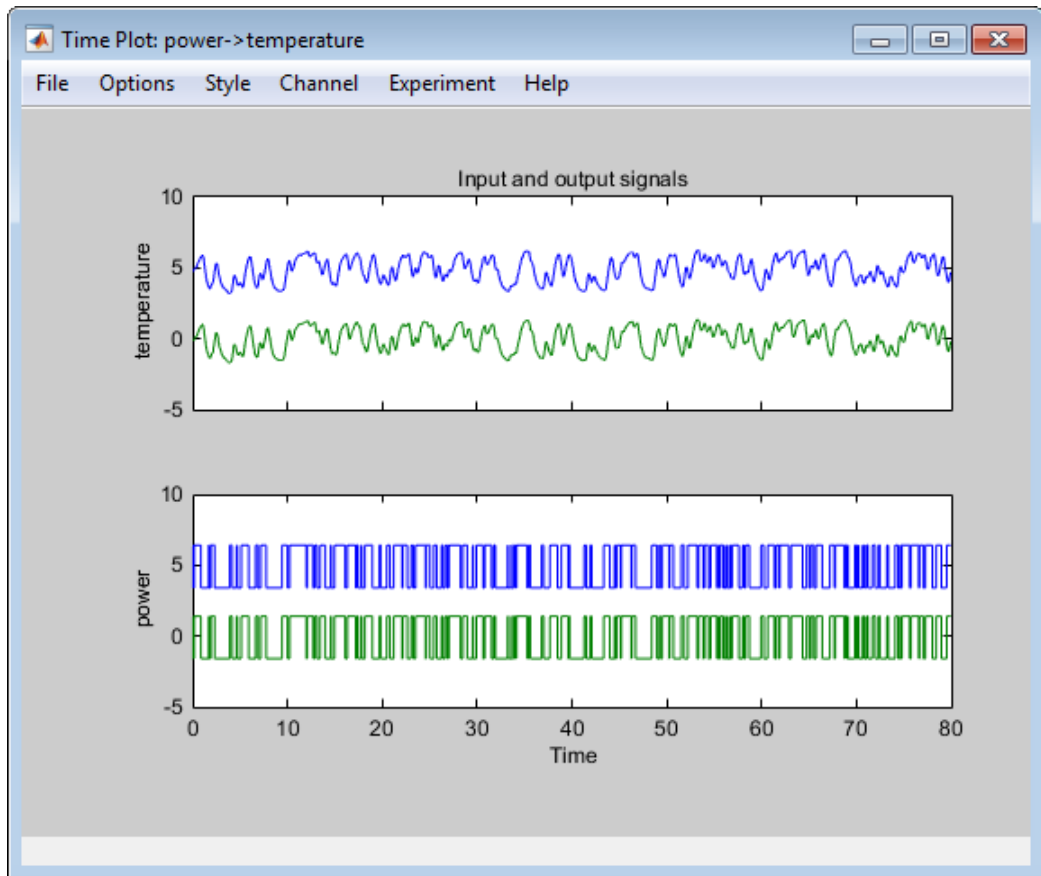 Time Plot: power->temperature
File Options Style Channel Experiment Help
Input and output signals
10
5
0
-5
temperature
10
5
0
-5
power
0 10 20 30 40 50 60 70 80
Time